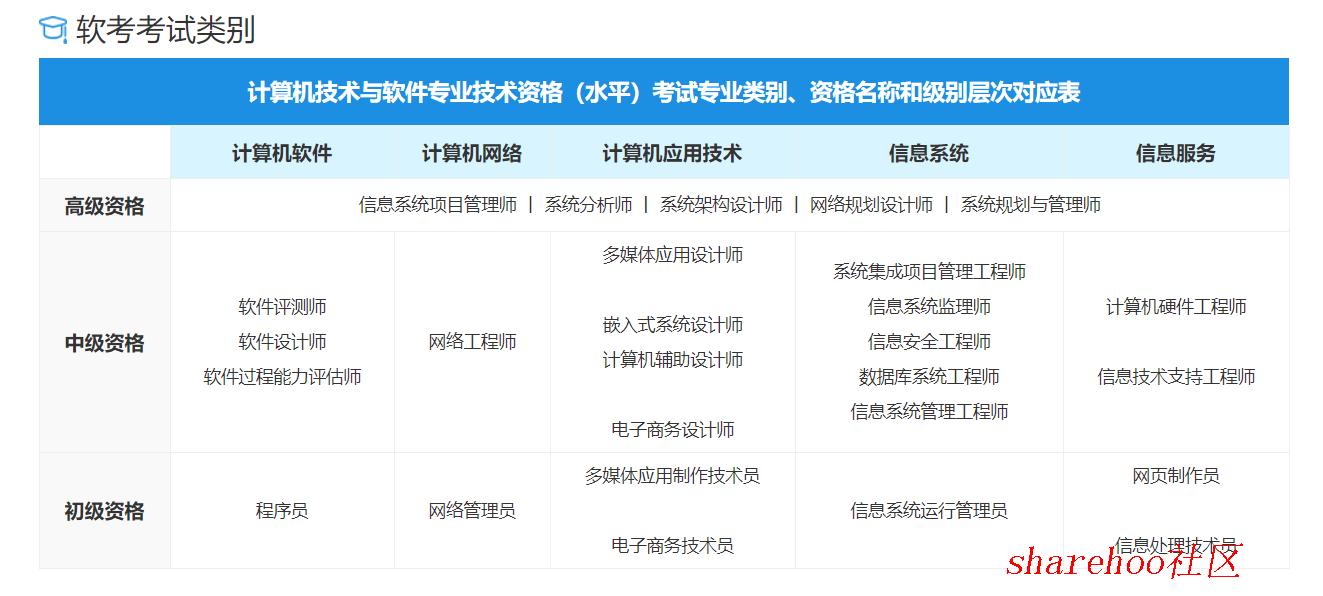 软考考试类别
计算机技术与软件专业技术资格（水平）考试专业类别、资格名称和级别层次对应表
计算机软件 计算机网络 计算机应用技术 信息系统 信息服务
高级资格 信息系统项目管理师 | 系统分析师 | 系统架构设计师 | 网络规划设计师 | 系统规划与管理师
中级资格
软件评测师
软件设计师
软件过程能力评估师
网络工程师
多媒体应用设计师
嵌入式系统设计师
计算机辅助设计师
电子商务设计师
系统集成项目管理工程师
信息系统监理师
信息安全工程师
数据库系统工程师
信息系统管理工程师
计算机硬件工程师
信息技术支持工程师
初级资格
程序员
网络管理员
多媒体应用制作技术员
电子商务技术员
信息系统运行管理员
网页制作员
信息处理技术员
sharehoo社区